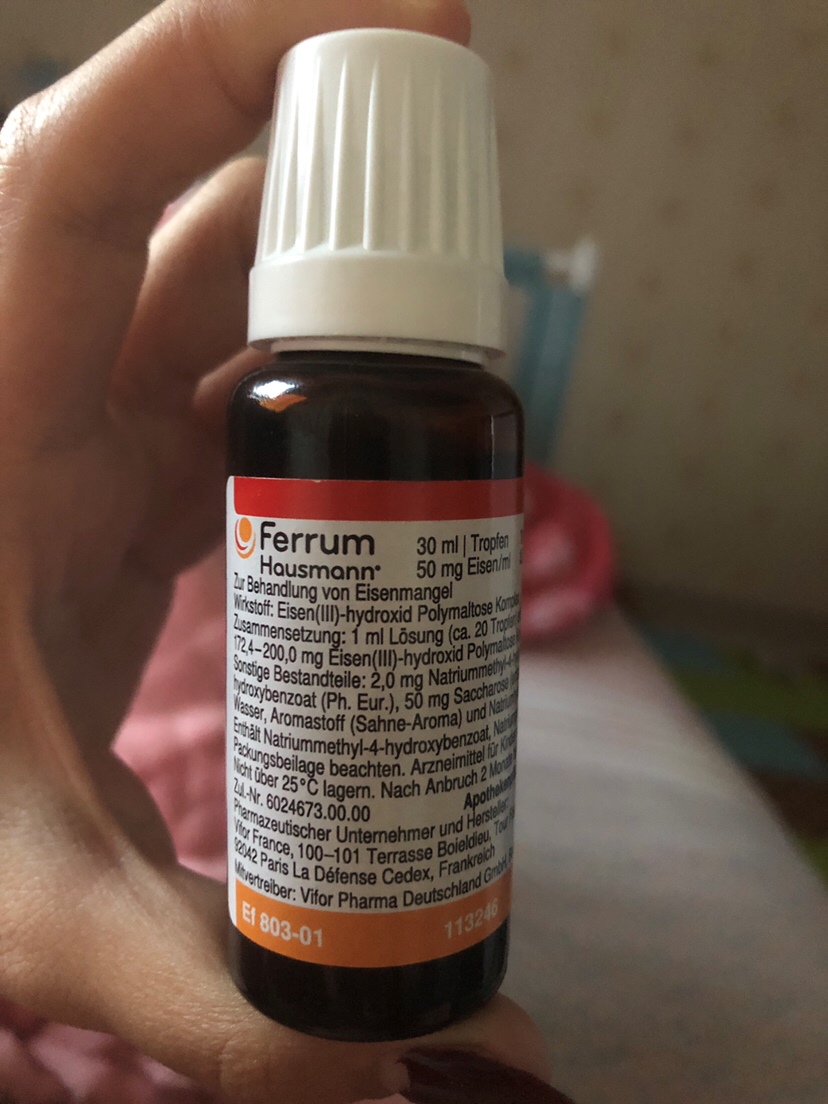 Ferrum
Hausmann®
30 ml | Tropfen
50 mg Eisen/ml
Zur Behandlung von Eisenmangel
Wirkstoff: Eisen(III)-hydroxid Polymaltose
Zusammensetzung: 1 ml Lösung (ca. 20 Tropfen
172,4–200,0 mg Eisen(III)-hydroxid Polymaltose
Sonstige Bestandteile: 2,0 mg Natriummethyl-4-
hydroxybenzoat (Ph. Eur.), 50 mg Saccharose
Wasser, Aromastoff (Sahne-Aroma) und
Enthält Natriummethyl-4-hydroxybenzoat,
Packungsbeilage beachten. Arzneimittel für
Nicht über 25°C lagern. Nach Anbruch 2
Zul.-Nr. 6024673.00.00
Pharmazeutischer Unternehmer und Hersteller:
Vifor France, 100–101 Terrasse Boieldieu,
92042 Paris La Défense Cedex, Frankreich
Mitvertreiber: Vifor Pharma Deutschland GmbH,
Ef 803-01
113246